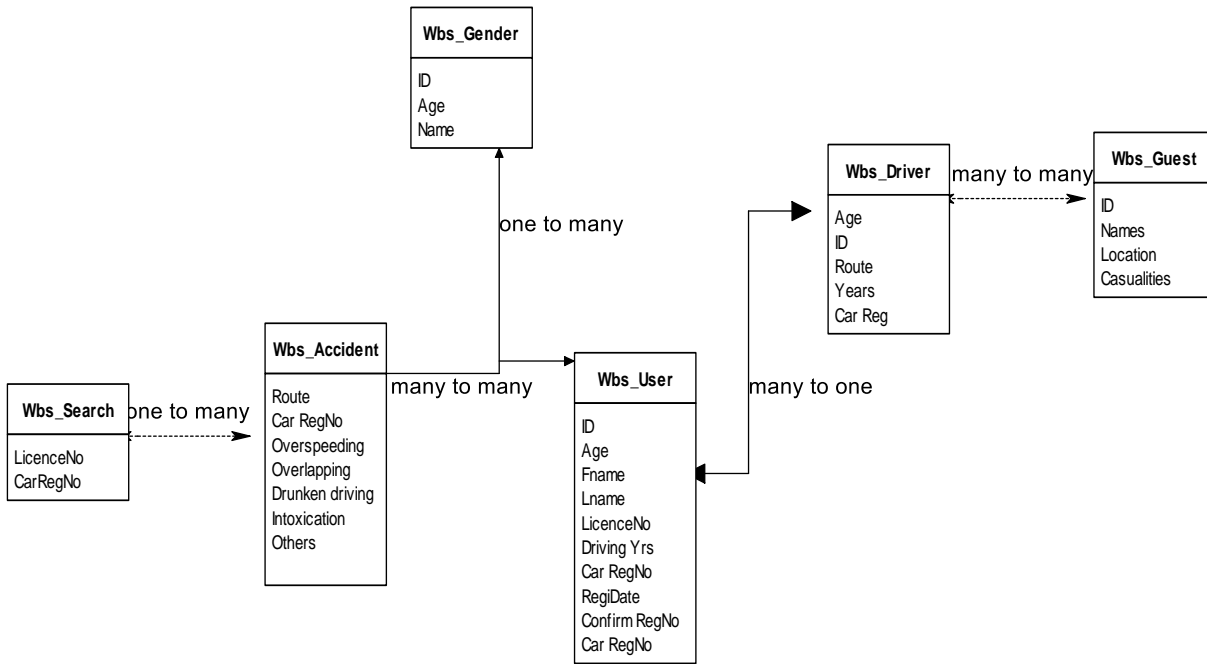 Wbs_Gender
ID
Age
Name
one to many
Wbs_Driver
Age
ID
Route
Years
Car Reg
many to many
Wbs_Guest
ID
Names
Location
Casualities
Wbs_Search
LicenceNo
CarRegNo
one to many
Wbs_Accident
Route
Car RegNo
Overspeeding
Overlapping
Drunken driving
Intoxication
Others
many to many
Wbs_User
ID
Age
Fname
Lname
LicenceNo
Driving Yrs
Car RegNo
RegiDate
Confirm RegNo
Car RegNo
many to one